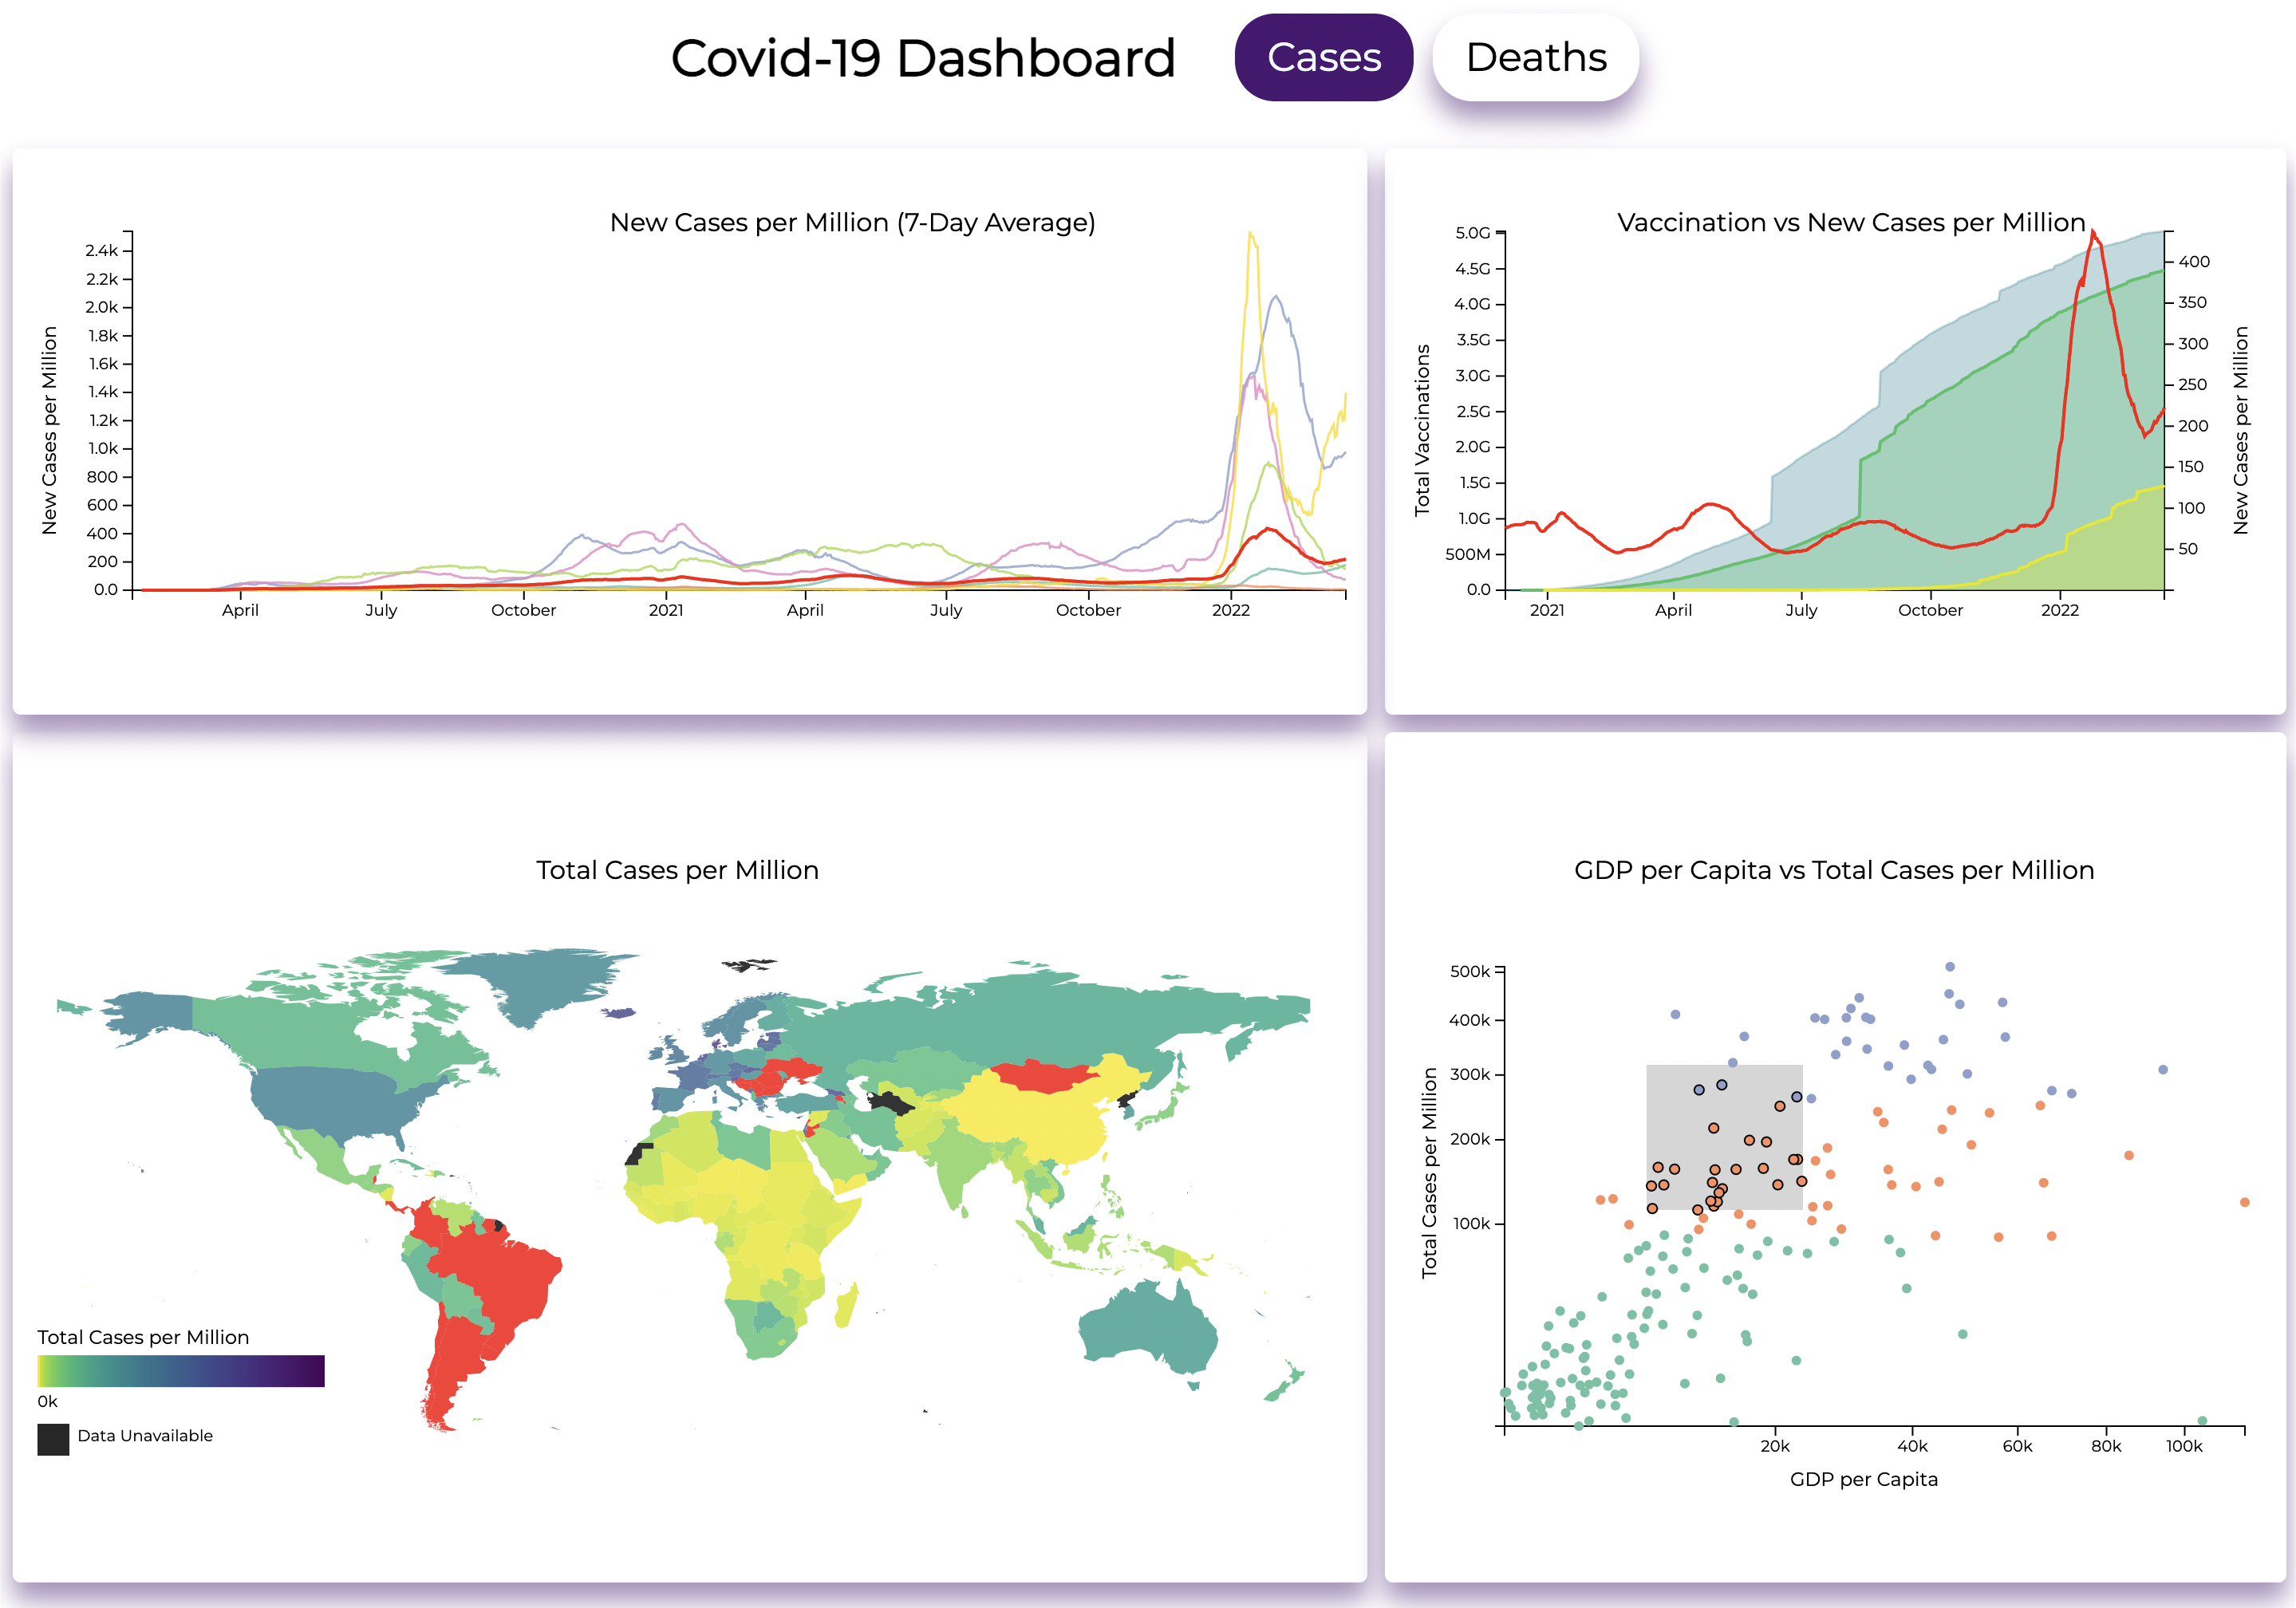 Covid-19 Dashboard
Cases
Deaths
New Cases per Million (7-Day Average)
New Cases per Million
2.4k
2.2k
2.0k
1.8k
1.6k
1.4k
1.2k
1.0k
800
600
400
200
0.0
April
July
October
2021
April
July
October
2022
Vaccination vs New Cases per Million
Total Vaccinations
5.0G
4.5G
4.0G
3.5G
3.0G
2.5G
2.0G
1.5G
1.0G
500M
0.0
2021
April
July
October
2022
400
350
300
250
200
150
100
50
New Cases per Million
Total Cases per Million
Total Cases per Million
0k
Data Unavailable
GDP per Capita vs Total Cases per Million
Total Cases per Million
500k
400k
300k
200k
100k
20k
40k
60k
80k
100k
GDP per Capita